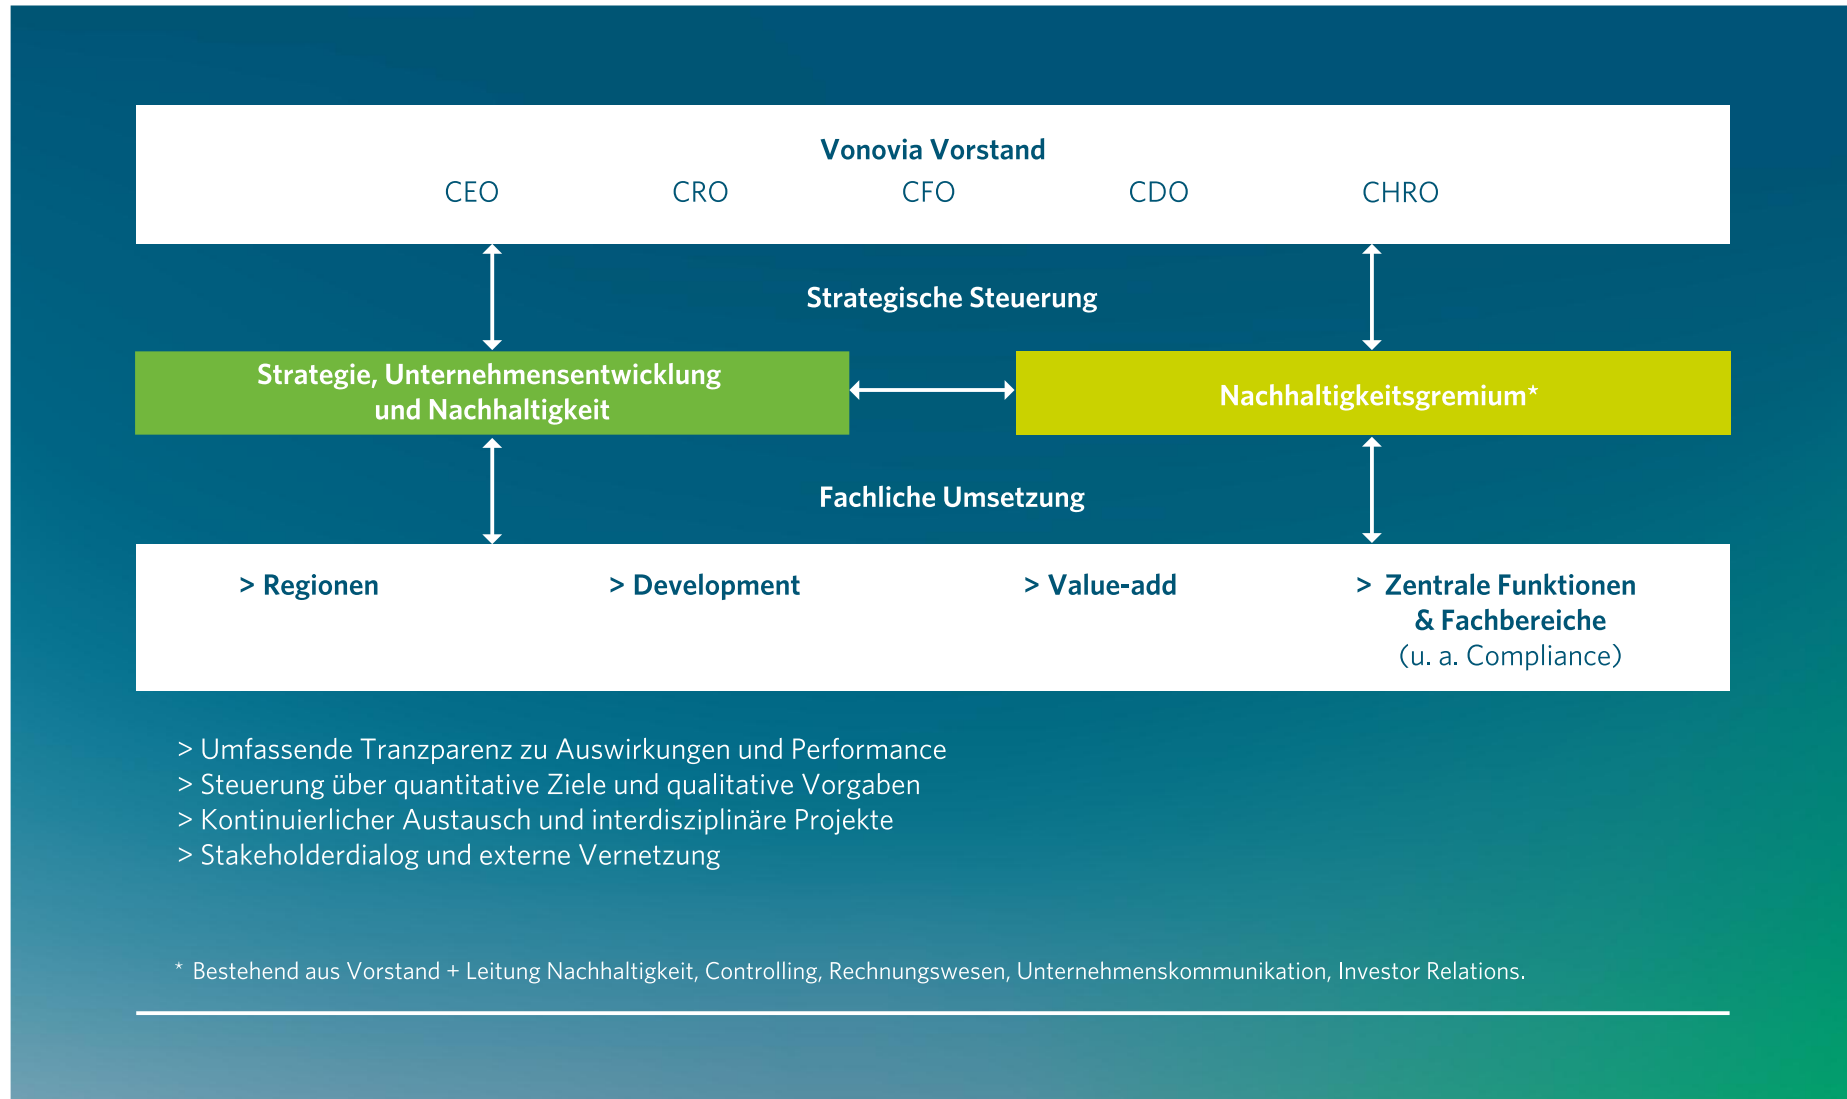 Vonovia Vorstand
CEO CRO CFO CDO CHRO
Strategische Steuerung
Strategie, Unternehmensentwicklung
und Nachhaltigkeit
Nachhaltigkeitsgremium*
Fachliche Umsetzung
> Regionen > Development > Value-add > Zentrale Funktionen
& Fachbereiche
(u. a. Compliance)
> Umfassende Tranzparenz zu Auswirkungen und Performance
> Steuerung über quantitative Ziele und qualitative Vorgaben
> Kontinuierlicher Austausch und interdisziplinäre Projekte
> Stakeholderdialog und externe Vernetzung
* Bestehend aus Vorstand + Leitung Nachhaltigkeit, Controlling, Rechnungswesen, Unternehmenskommunikation, Investor Relations.